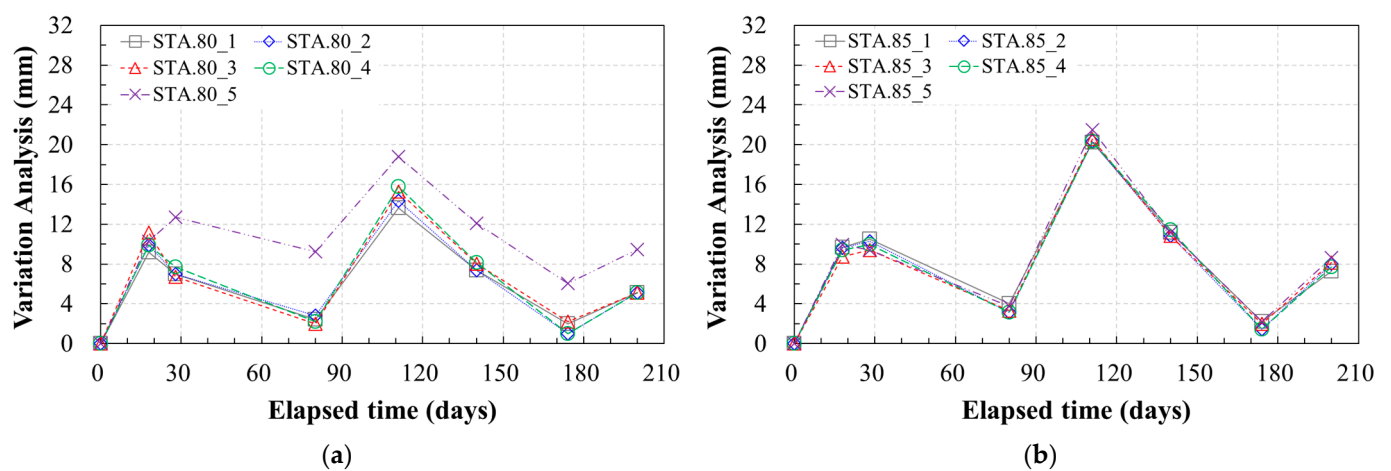 32
28
24
20
16
12
8
4
0
Variation Analysis (mm)
STA.80_1
STA.80_2
STA.80_3
STA.80_4
STA.80_5
0 30 60 90 120 150 180 210
Elapsed time (days)
(a)
32
28
24
20
16
12
8
4
0
Variation Analysis (mm)
STA.85_1
STA.85_2
STA.85_3
STA.85_4
STA.85_5
0 30 60 90 120 150 180 210
Elapsed time (days)
(b)